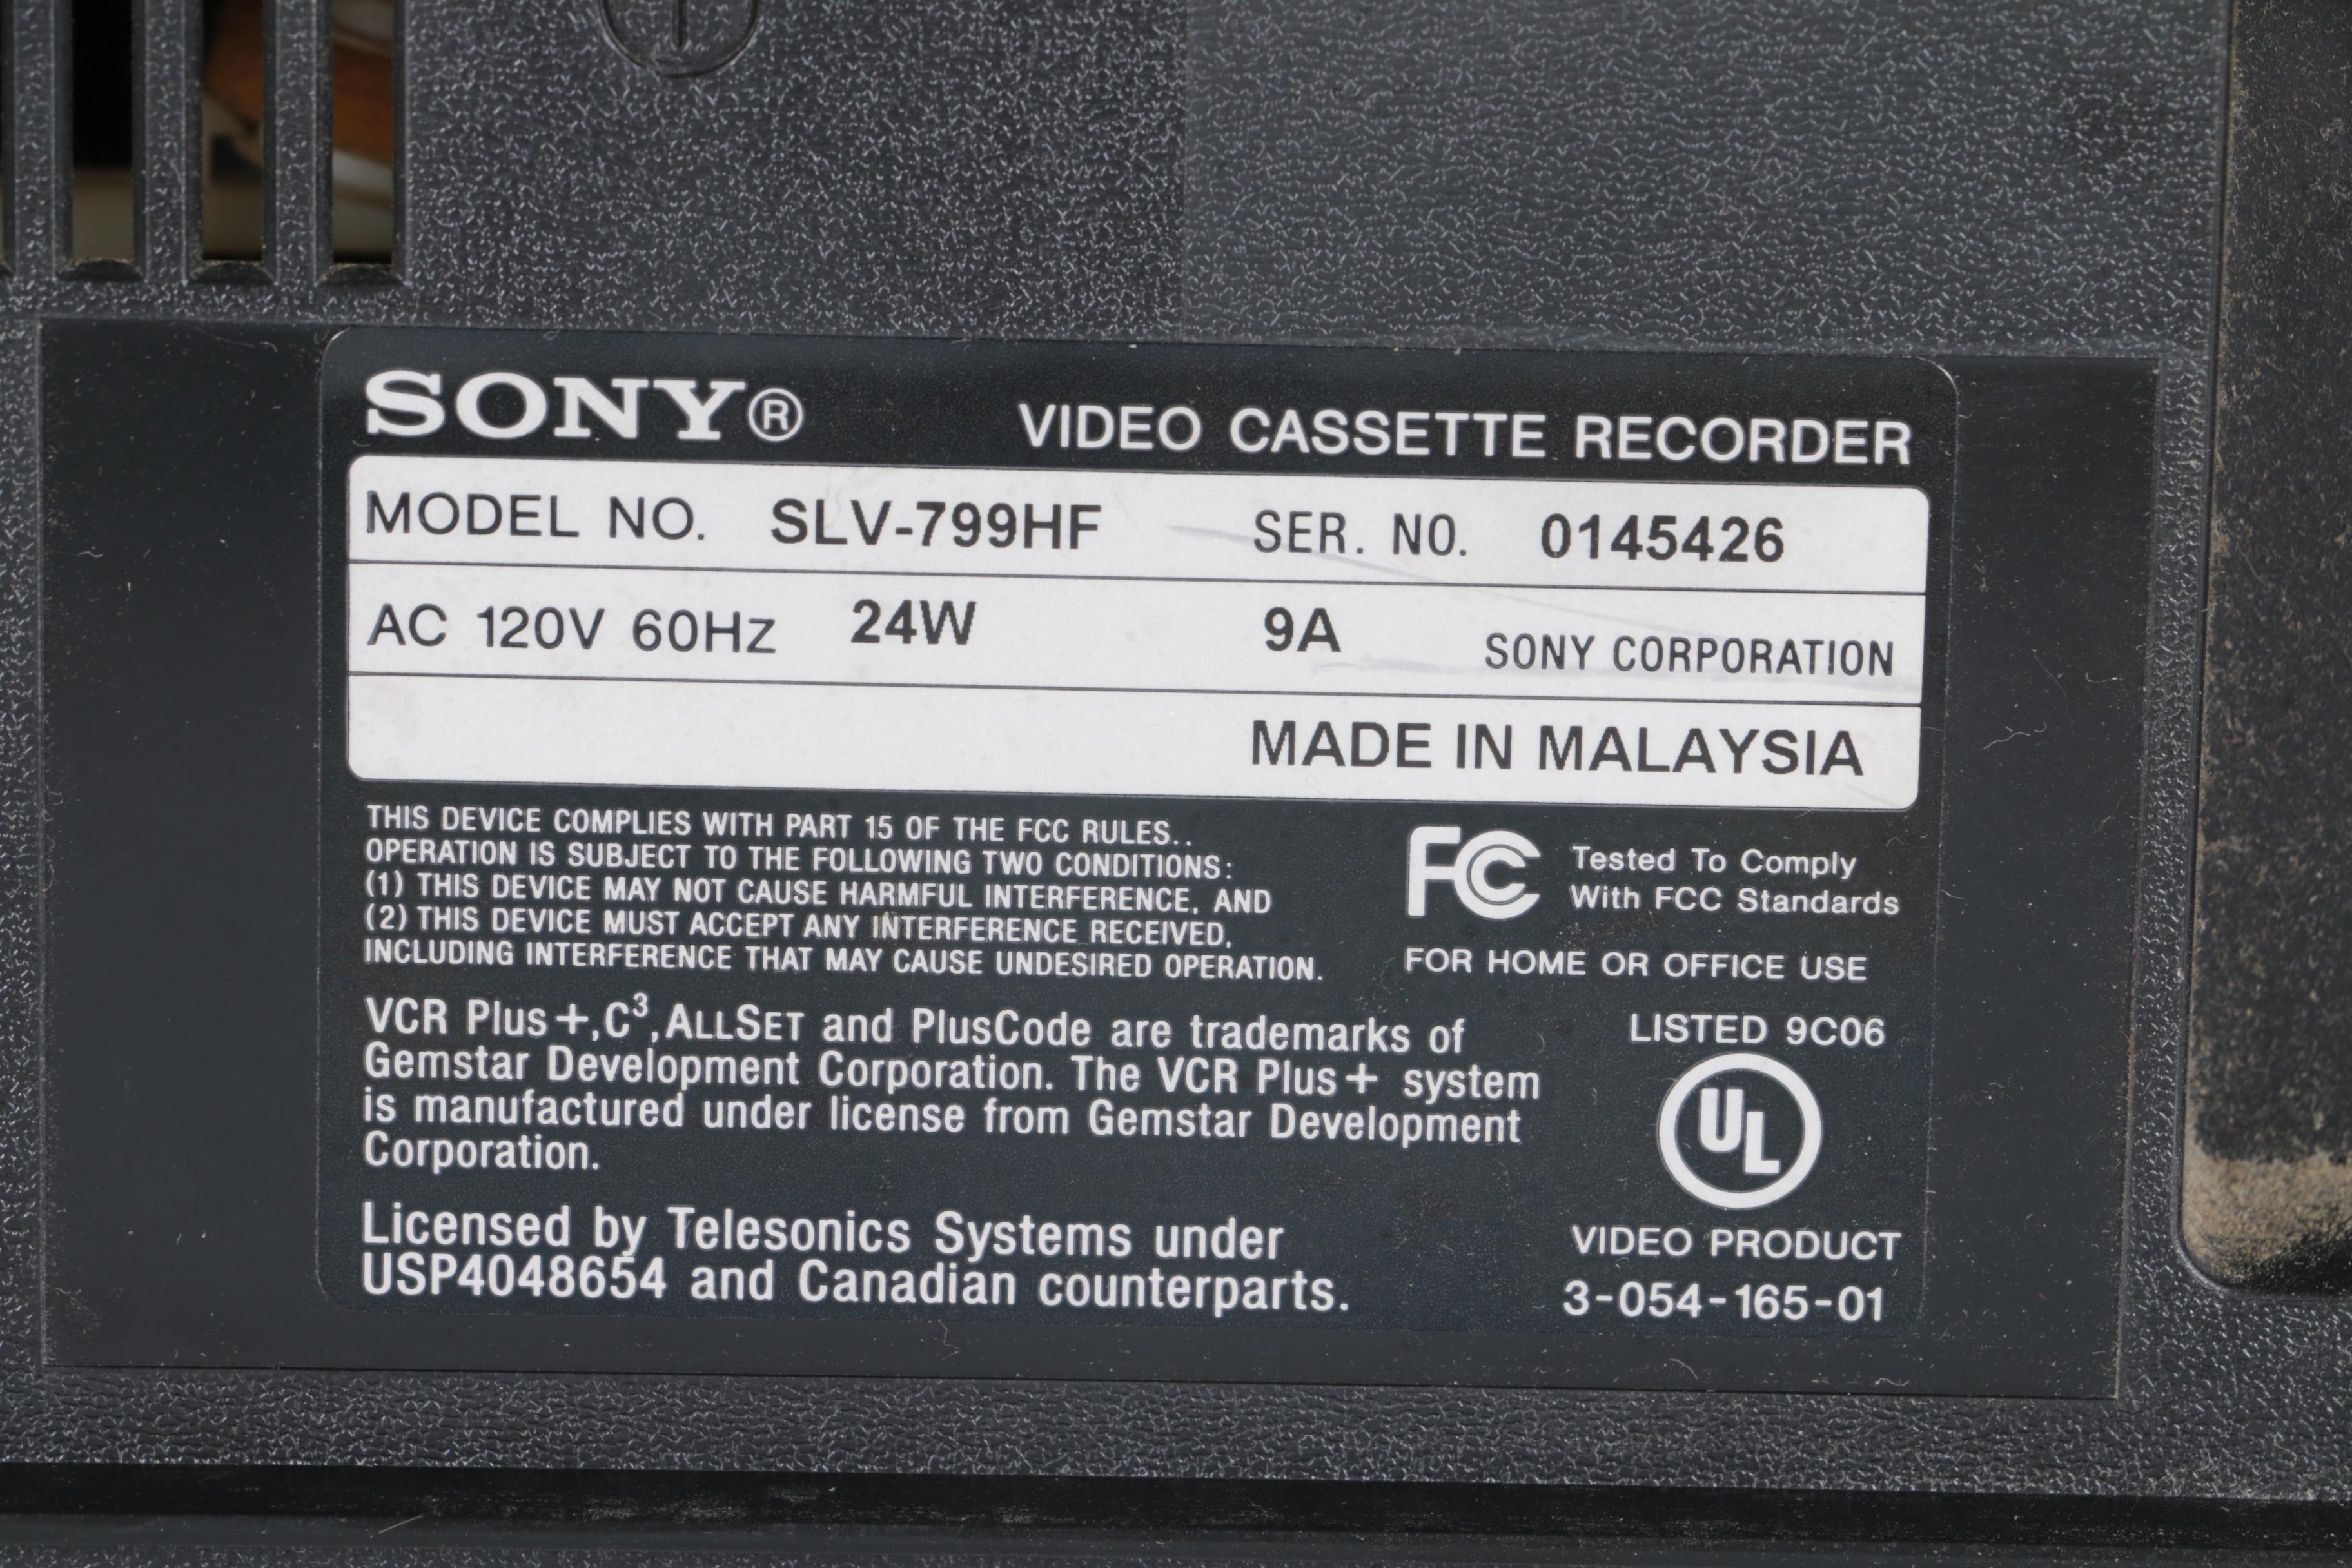 SONY® VIDEO CASSETTE RECORDER
MODEL NO. SLV-799HF SER. NO. 0145426
AC 120V 60Hz 24W 9A SONY CORPORATION
MADE IN MALAYSIA
THIS DEVICE COMPLIES WITH PART 15 OF THE FCC RULES..
OPERATION IS SUBJECT TO THE FOLLOWING TWO CONDITIONS:
(1) THIS DEVICE MAY NOT CAUSE HARMFUL INTERFERENCE. AND
(2) THIS DEVICE MUST ACCEPT ANY INTERFERENCE RECEIVED,
INCLUDING INTERFERENCE THAT MAY CAUSE UNDESIRED OPERATION.
FC Tested To Comply
With FCC Standards
FOR HOME OR OFFICE USE
VCR Plus+,C³,ALLSET and PlusCode are trademarks of
Gemstar Development Corporation. The VCR Plus+ system
is manufactured under license from Gemstar Development
Corporation.
Licensed by Telesonics Systems under
USP4048654 and Canadian counterparts.
LISTED 9C06
UL
VIDEO PRODUCT
3-054-165-01